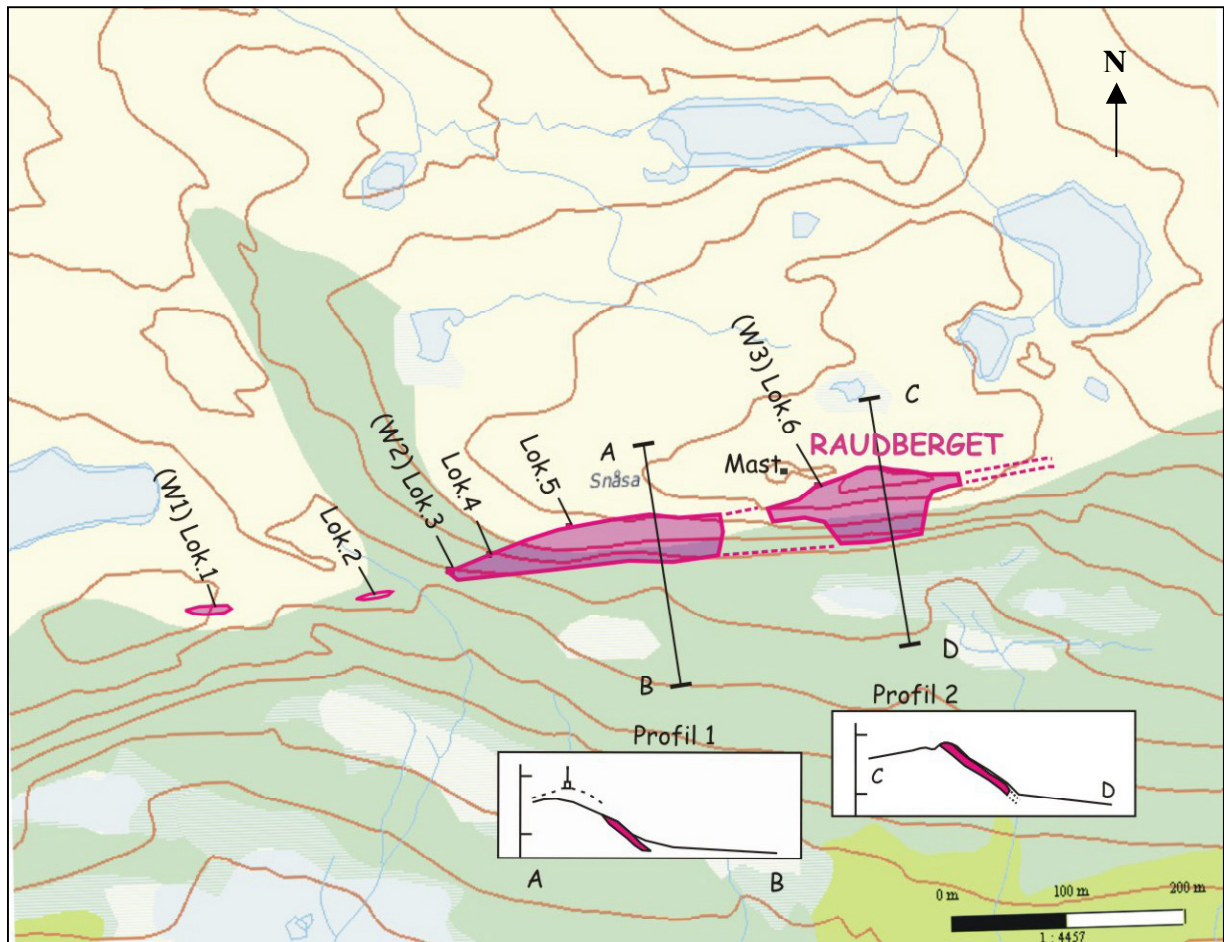 N
(W3) Lok.6
C
RAUDBERGET
A
Snåsa
Mast
Lok.5
Lok.4
(W2) Lok.3
Lok.2
(W1) Lok.1
B
D
Profil 1
A
B
Profil 2
C
D
0 m
100 m
200 m
1 : 4457